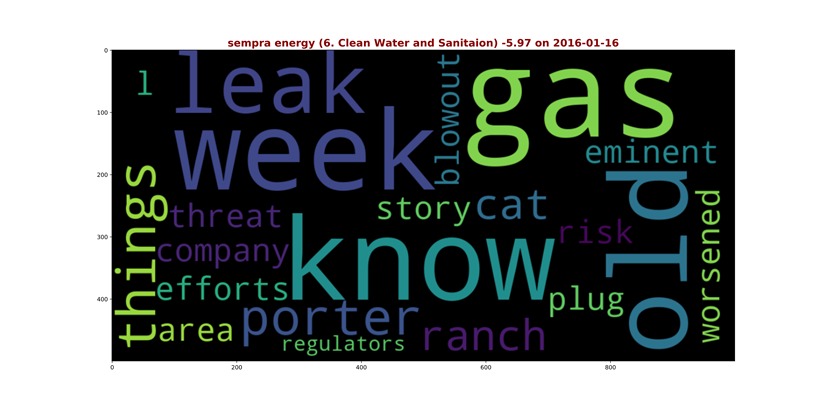 sempra energy (6. Clean Water and Sanitaion) -5.97 on 2016-01-16
0
100
200
300
400
0
200
400
600
800
l
leak
blowout
gas
week
eminent
things
threat
story
cat
old
worsened
company
know
risk
efforts
plug
area
porter
regulators
ranch